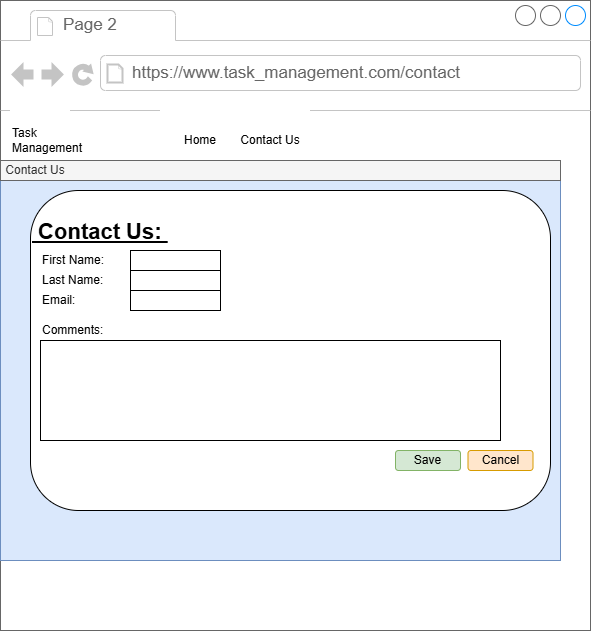 Page 2
https://www.task_management.com/contact
Task
Management
Home
Contact Us
Contact Us
Contact Us:
First Name:
Last Name:
Email:
Comments:
Save
Cancel